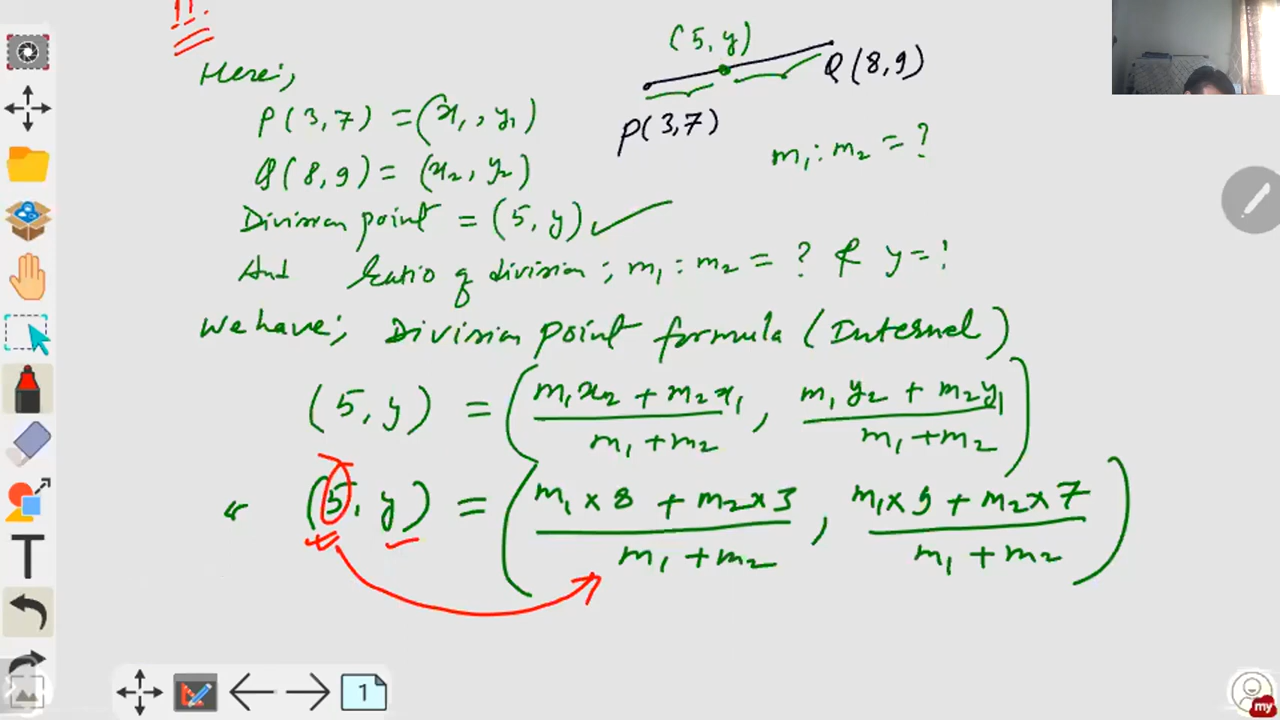 11.
Here;
P(3,7) = (x₁, y₁)
Q(8,9) = (x₂, y₂)
Division point = (5, y) ✓
And Ratio of division; m₁ : m₂ = ? & y = ?
(5, y)
Q(8,9)
P(3,7)
m₁ : m₂ = ?
We have; Division point formula (Internal)
(5, y) = ( (m₁x₂ + m₂x₁)/(m₁ + m₂) , (m₁y₂ + m₂y₁)/(m₁ + m₂) )
(5, y) = ( (m₁×8 + m₂×3)/(m₁ + m₂) , (m₁×9 + m₂×7)/(m₁ + m₂) )
T
1
my